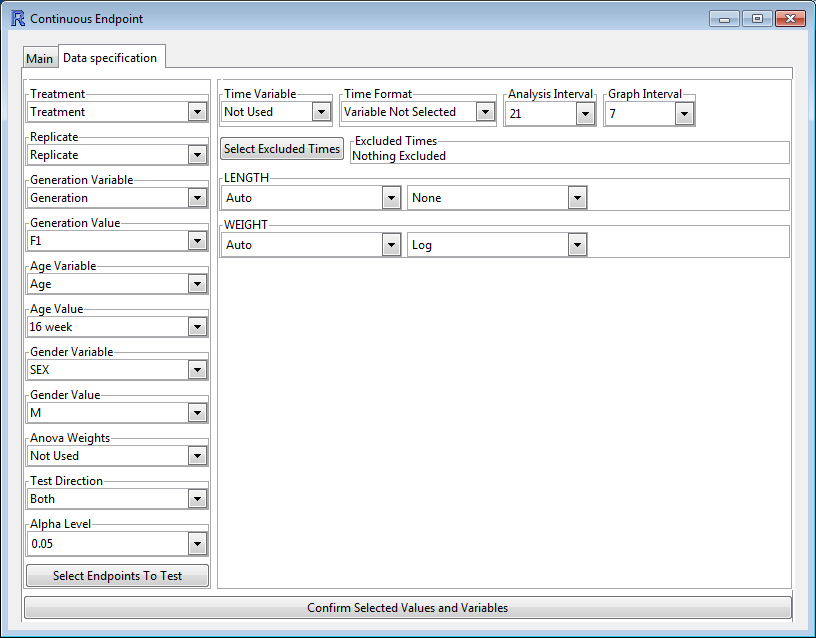 Continuous Endpoint
Main
Data specification
Treatment
Treatment
Replicate
Replicate
Generation Variable
Generation
Generation Value
F1
Age Variable
Age
Age Value
16 week
Gender Variable
SEX
Gender Value
M
Anova Weights
Not Used
Test Direction
Both
Alpha Level
0.05
Select Endpoints To Test
Time Variable
Not Used
Time Format
Variable Not Selected
Analysis Interval
21
Graph Interval
7
Select Excluded Times
Excluded Times
Nothing Excluded
LENGTH
Auto
None
WEIGHT
Auto
Log
Confirm Selected Values and Variables